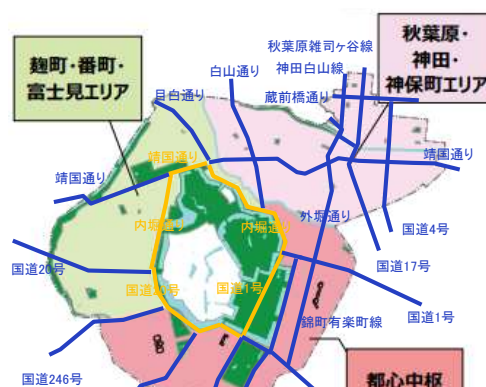 秋葉原雑司ヶ谷線
神田白山線
秋葉原・
神田・
神保町エリア
麹町・番町・
富士見エリア
白山通り
目白通り
蔵前橋通り
靖国通り
靖国通り
靖国通り
内堀通り
内堀通り
外堀通り
国道4号
国道20号
国道17号
国道20号
国道1号
国道1号
錦町有楽町線
国道246号
都心中枢